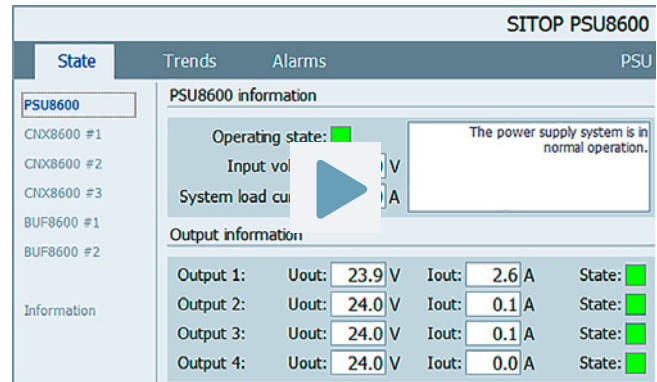 SITOP PSU8600
State Trends Alarms PSU
PSU8600
CNX8600 #1
CNX8600 #2
CNX8600 #3
BUF8600 #1
BUF8600 #2
Information
PSU8600 information
Operating state:
The power supply system is in
normal operation.
Input V
System load A
Output information
Output 1: Uout: 23.9 V Iout: 2.6 A State:
Output 2: Uout: 24.0 V Iout: 0.1 A State:
Output 3: Uout: 24.0 V Iout: 0.1 A State:
Output 4: Uout: 24.0 V Iout: 0.0 A State: